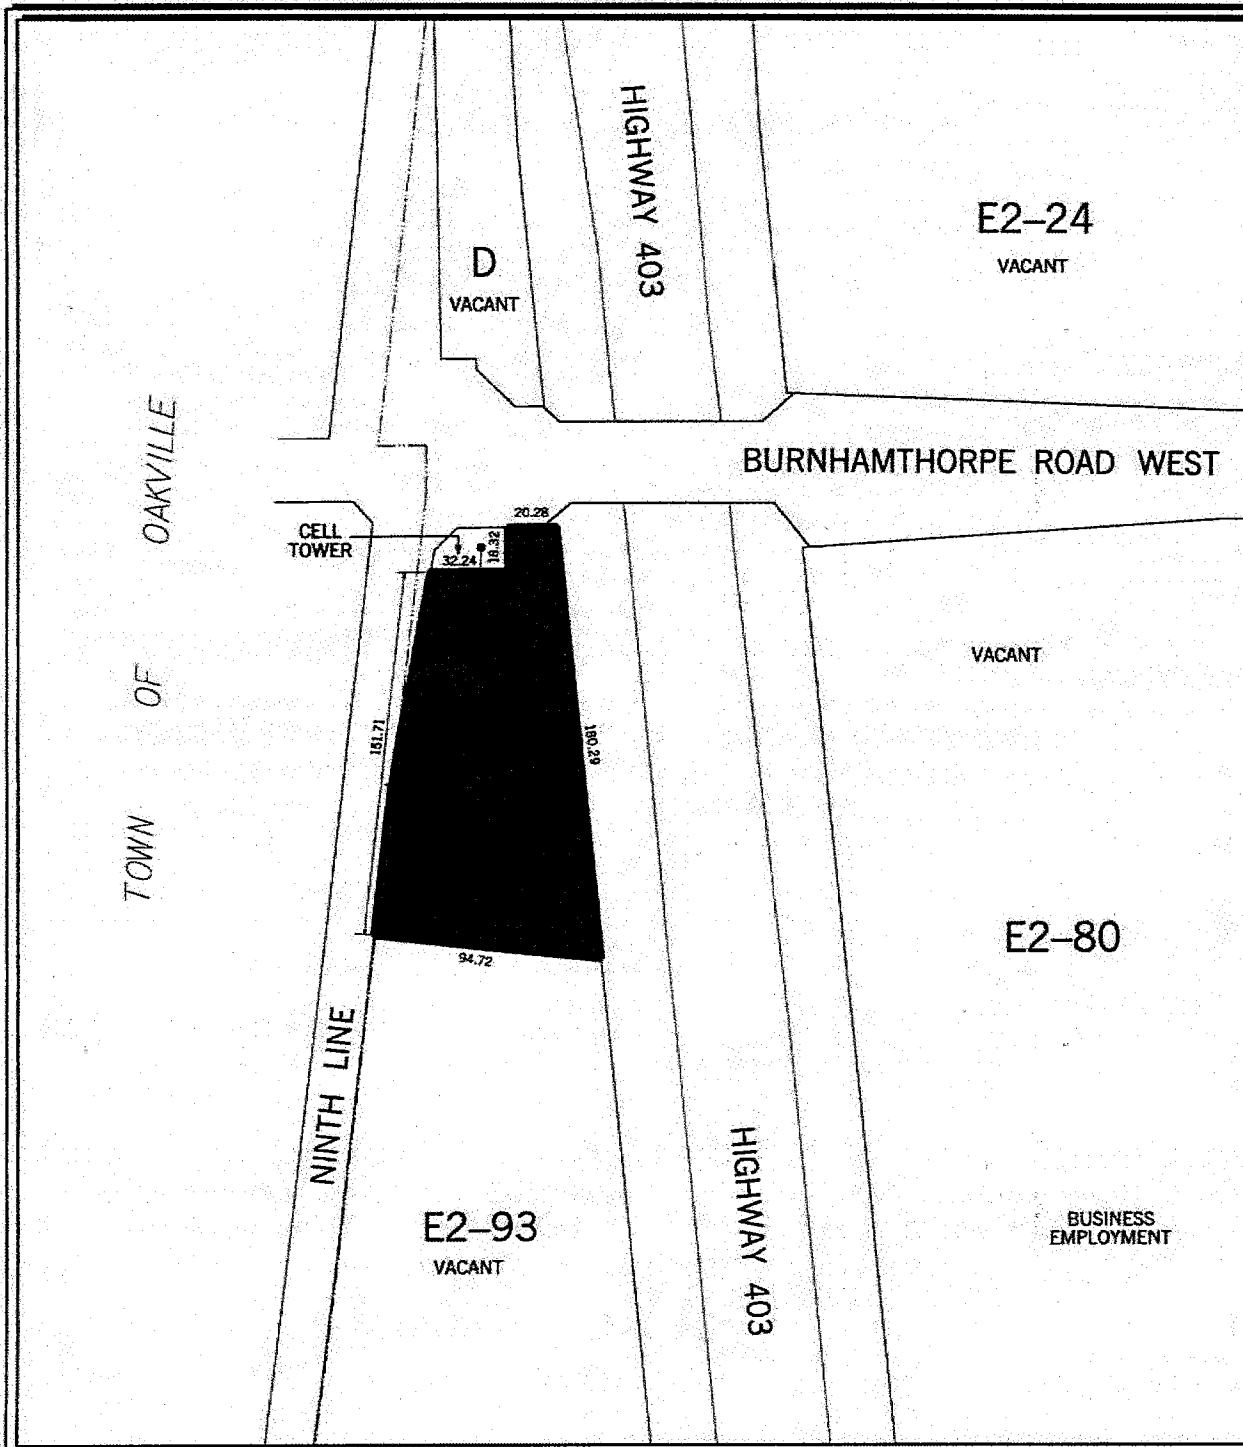 HIGHWAY 403
E2–24
VACANT
D
VACANT
TOWN OF OAKVILLE
BURNHAMTHORPE ROAD WEST
CELL
TOWER
20.28
18.32
32.24
VACANT
151.71
180.29
94.72
E2–80
NINTH LINE
HIGHWAY 403
E2–93
VACANT
BUSINESS
EMPLOYMENT